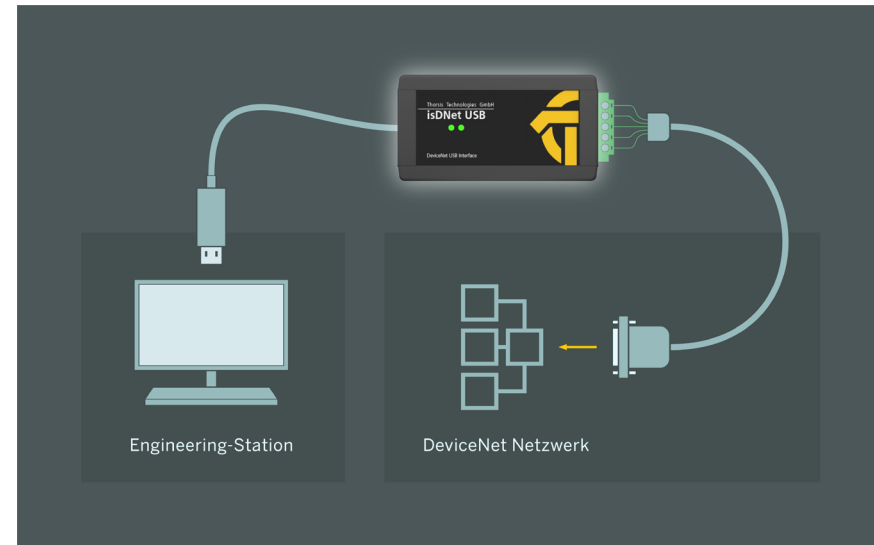 Thorsis Technologies GmbH
isDNet USB
DeviceNet USB Interface
Engineering-Station
DeviceNet Netzwerk